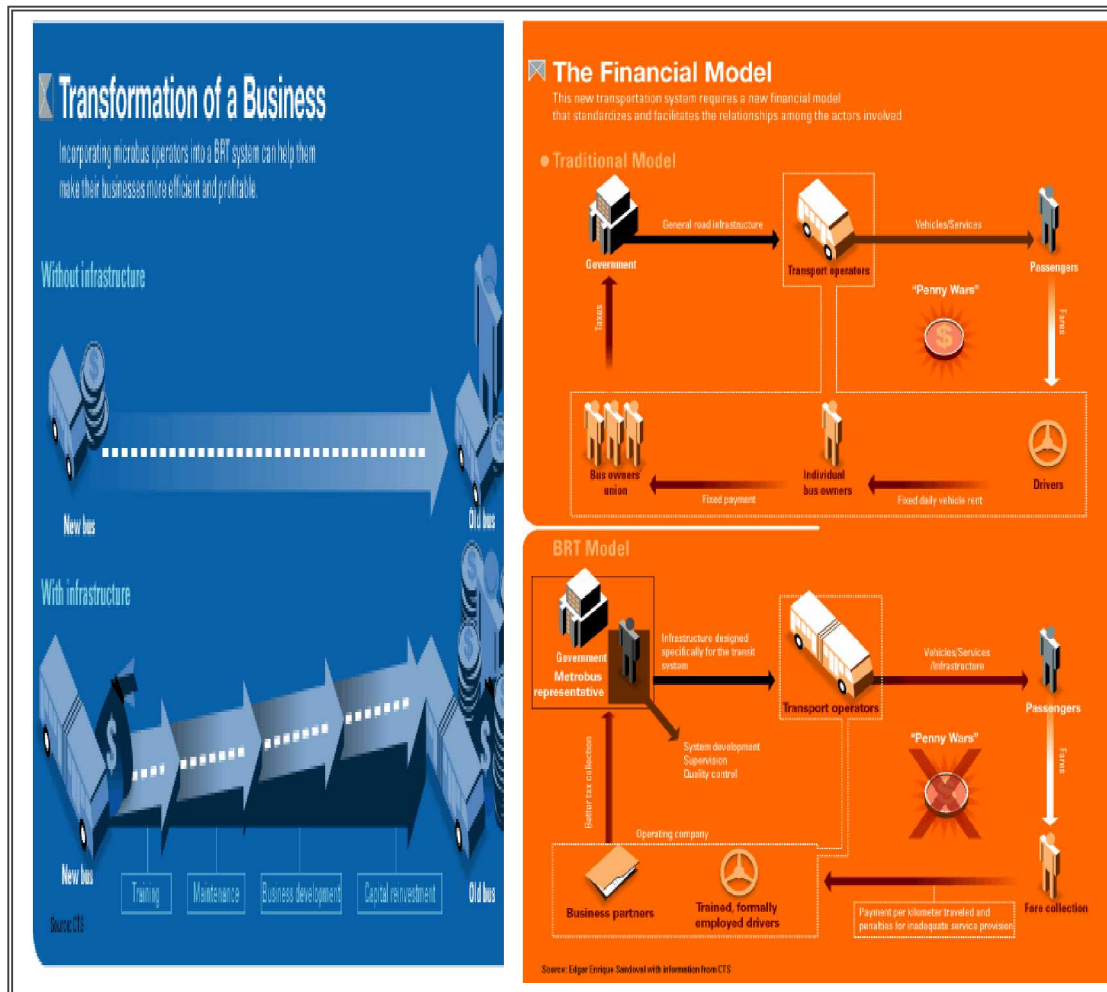 Transformation of a Business
Incorporating microbus operators into a BRT system can help them
make their businesses more efficient and profitable.
Without infrastructure
New bus
Old bus
With infrastructure
New bus
Training
Maintenance
Business development
Capital reinvestment
Old bus
Source: CTS
The Financial Model
This new transportation system requires a new financial model
that standardizes and facilitates the relationships among the actors involved
Traditional Model
Government
General road infrastructure
Transport operators
Vehicles/Services
Passengers
Taxes
"Penny Wars"
Fares
Bus owners
union
Fixed payment
Individual
bus owners
Fixed daily vehicle rent
Drivers
BRT Model
Government
Metrobus
representative
Infrastructure designed
specifically for the transit
system
Transport operators
Vehicles/Services
/Infrastructure
Passengers
System development
Supervision
Quality control
"Penny Wars"
Fares
Better tax collection
Operating company
Business partners
Trained, formally
employed drivers
Payment per kilometer traveled and
penalties for inadequate service provision
Fare collection
Source: Edgar Enrique Sandoval with information from CTS